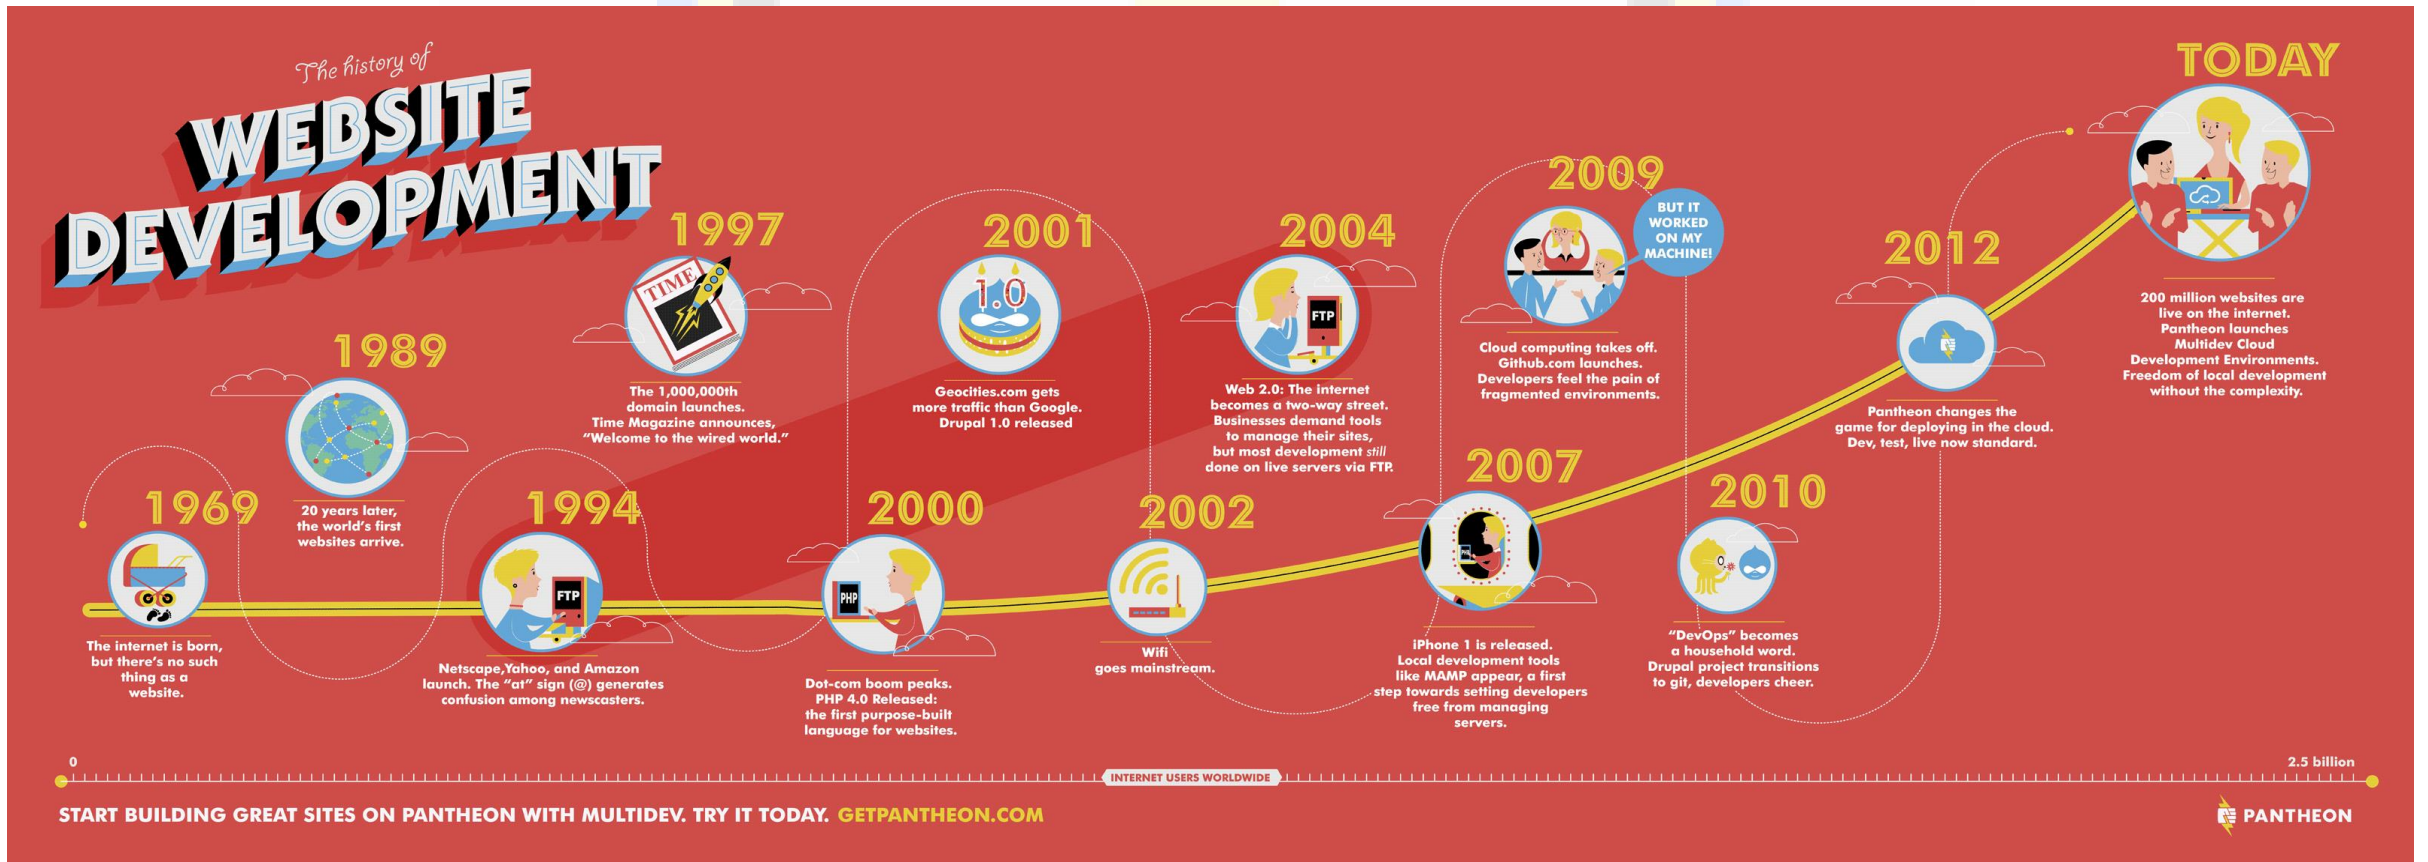 The history of
WEBSITE
DEVELOPMENT
1969
The internet is born,
but there's no such
thing as a
website.
1989
20 years later,
the world's first
websites arrive.
1994
FTP
Netscape,Yahoo, and Amazon
launch. The "at" sign (@) generates
confusion among newscasters.
1997
TIME
The 1,000,000th
domain launches.
Time Magazine announces,
"Welcome to the wired world."
2000
PHP
Dot-com boom peaks.
PHP 4.0 Released:
the first purpose-built
language for websites.
2001
1.0
Geocities.com gets
more traffic than Google.
Drupal 1.0 released
2002
Wifi
goes mainstream.
2004
FTP
Web 2.0: The internet
becomes a two-way street.
Businesses demand tools
to manage their sites,
but most development still
done on live servers via FTP.
2007
PHP
iPhone 1 is released.
Local development tools
like MAMP appear, a first
step towards setting developers
free from managing
servers.
2009
BUT IT
WORKED
ON MY
MACHINE!
Cloud computing takes off.
Github.com launches.
Developers feel the pain of
fragmented environments.
2010
"DevOps" becomes
a household word.
Drupal project transitions
to git, developers cheer.
2012
Pantheon changes the
game for deploying in the cloud.
Dev, test, live now standard.
TODAY
200 million websites are
live on the internet.
Pantheon launches
Multidev Cloud
Development Environments.
Freedom of local development
without the complexity.
0
INTERNET USERS WORLDWIDE
2.5 billion
START BUILDING GREAT SITES ON PANTHEON WITH MULTIDEV. TRY IT TODAY. GETPANTHEON.COM
PANTHEON